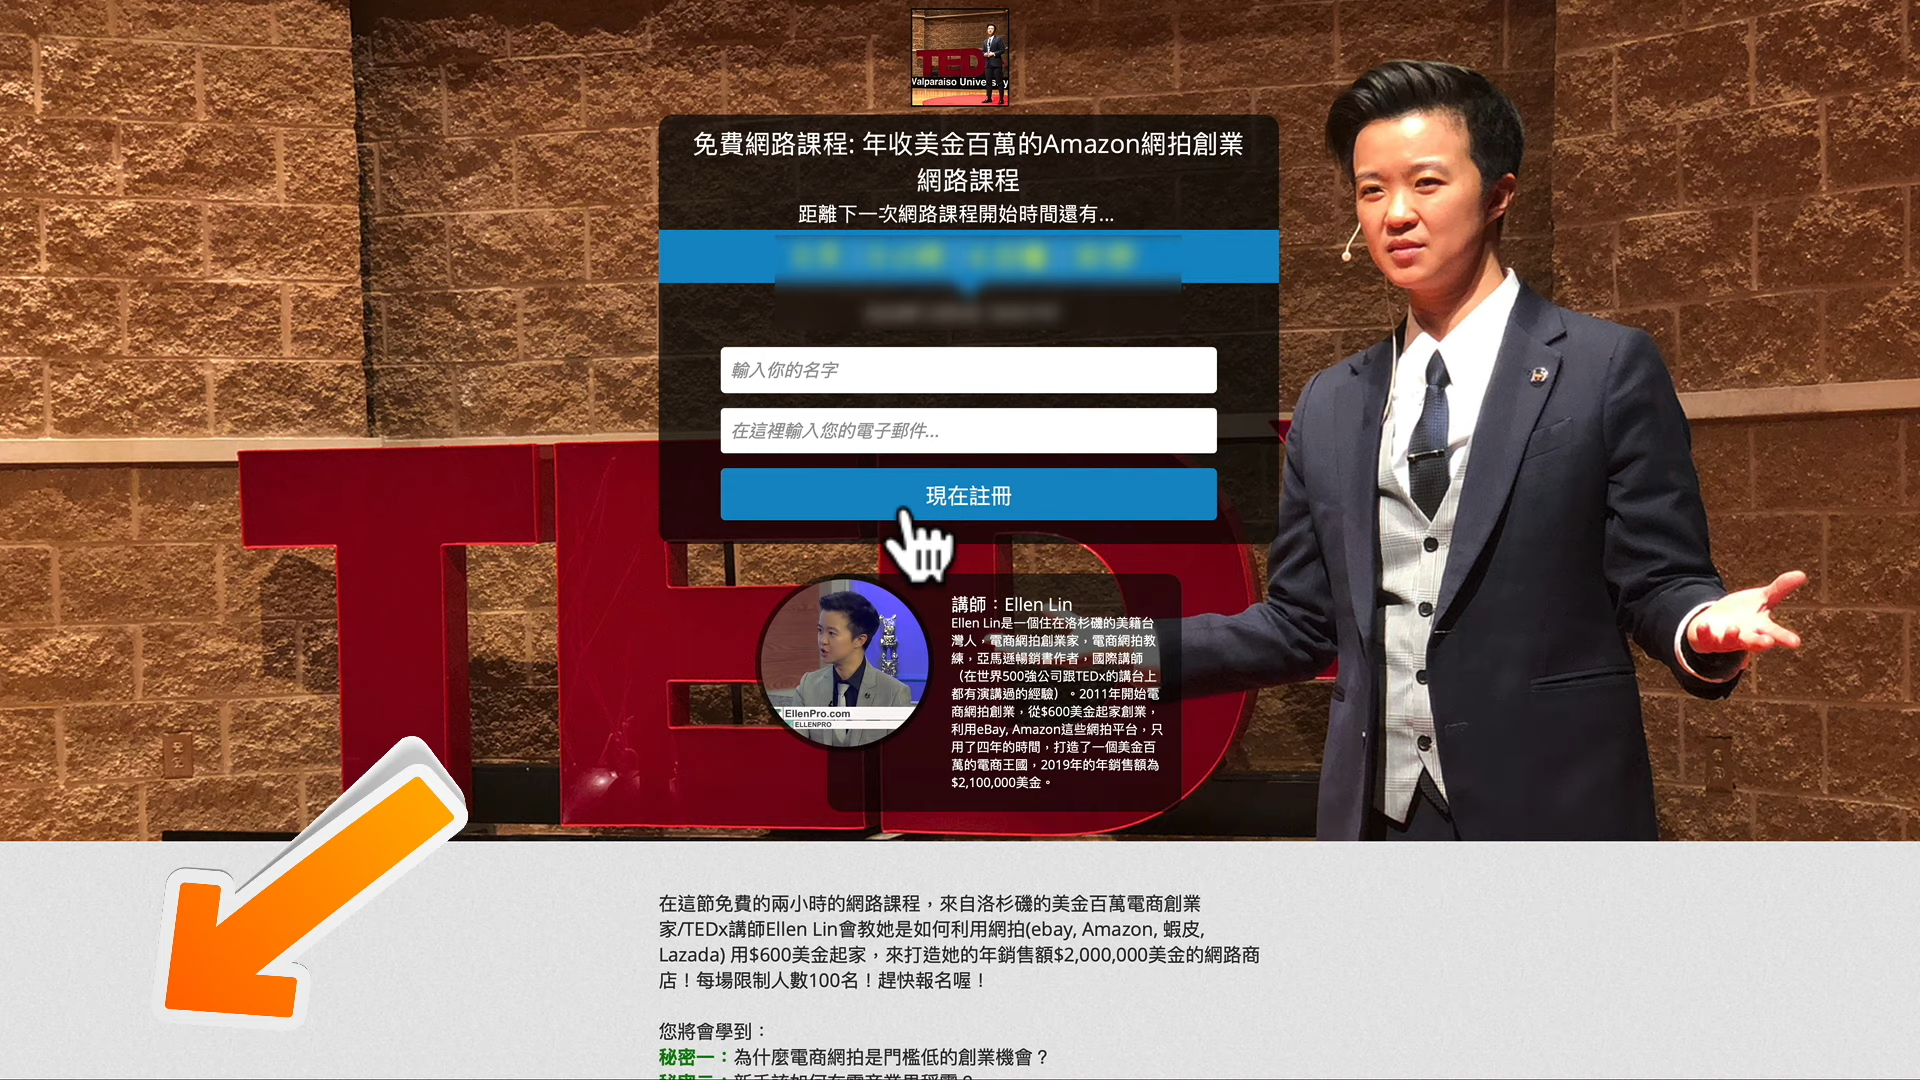 TED
Valparaiso University
免費網路課程: 年收美金百萬的Amazon網拍創業
網路課程
距離下一次網路課程開始時間還有...
輸入你的名字
在這裡輸入您的電子郵件...
現在註冊
TED
EllenPro.com
ELLENPRO
講師：Ellen Lin
Ellen Lin是一個住在洛杉磯的美籍台
灣人，電商網拍創業家，電商網拍教
練，亞馬遜暢銷書作者，國際講師
（在世界500強公司跟TEDx的講台上
都有演講過的經驗）。2011年開始電
商網拍創業，從$600美金起家創業，
利用eBay, Amazon這些網拍平台，只
用了四年的時間，打造了一個美金百
萬的電商王國，2019年的年銷售額為
$2,100,000美金。
在這節免費的兩小時的網路課程，來自洛杉磯的美金百萬電商創業
家/TEDx講師Ellen Lin會教她是如何利用網拍(ebay, Amazon, 蝦皮,
Lazada) 用$600美金起家，來打造她的年銷售額$2,000,000美金的網路商
店！每場限制人數100名！趕快報名喔！
您將會學到：
秘密一：為什麼電商網拍是門檻低的創業機會？